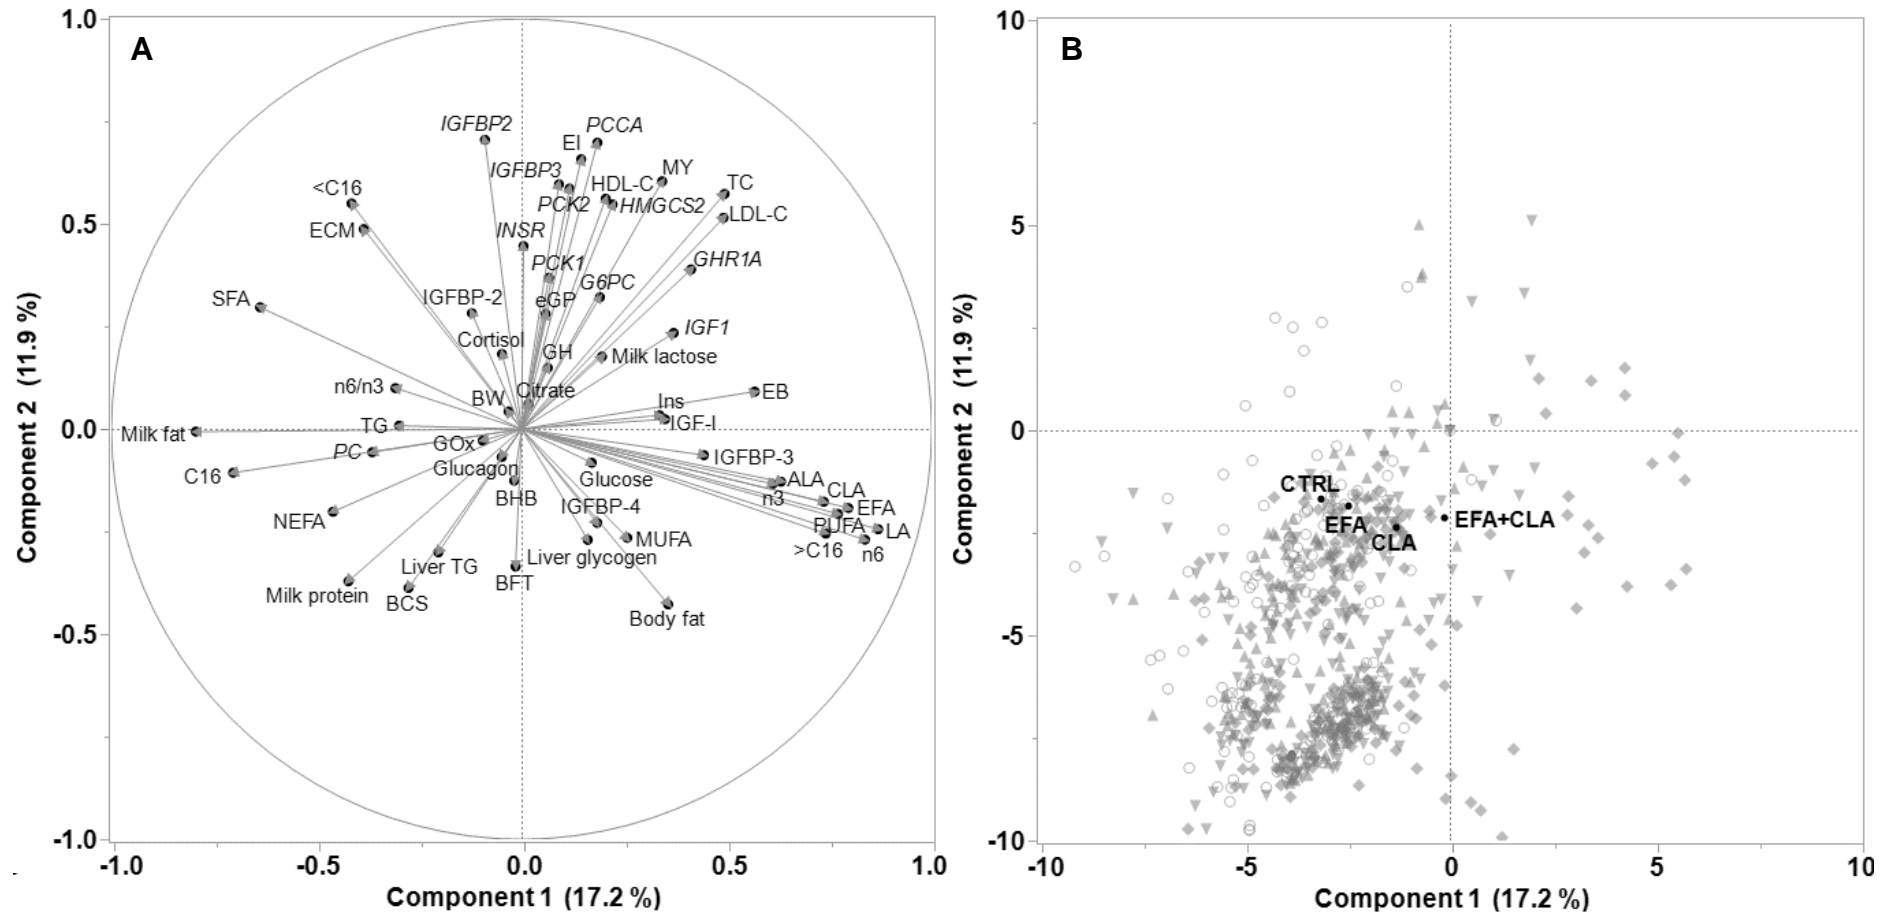 A
1.0
0.5
0.0
-0.5
-1.0
Component 2 (11.9 %)
IGFBP2
PCCA
EI
IGFBP3
MY
<C16
HDL-C
TC
PCK2
HMGCS2
LDL-C
ECM
INSR
PCK1
GHR1A
G6PC
SFA
IGFBP-2
eGP
IGF1
Cortisol
GH
Milk lactose
n6/n3
BW
Citrate
EB
Ins
IGF-I
TG
Milk fat
PC
GOx
IGFBP-3
C16
Glucagon
Glucose
ALA
n3
CLA
BHB
IGFBP-4
EFA
NEFA
PUFA
LA
MUFA
>C16
n6
Liver glycogen
Liver TG
BFT
Milk protein
BCS
Body fat
-1.0 -0.5 0.0 0.5 1.0
Component 1 (17.2 %)
B
10
5
0
-5
-10
Component 2 (11.9 %)
CTRL
EFA
EFA+CLA
CLA
-10 -5 0 5 10
Component 1 (17.2 %)